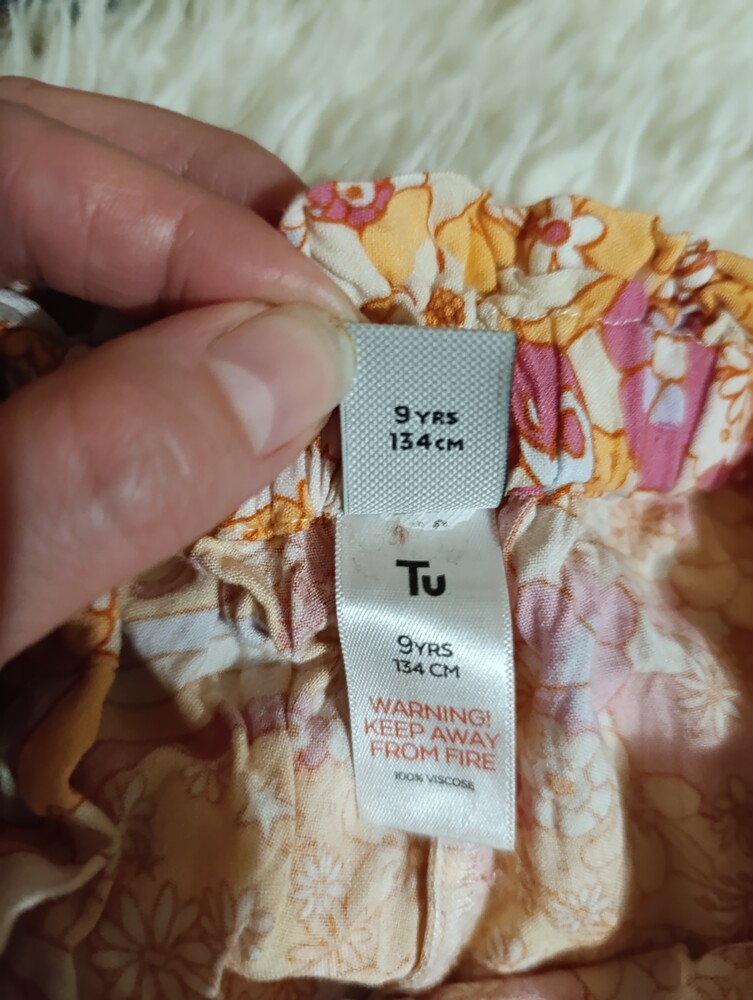 9 YRS
134 CM
Tu
9YRS
134 CM
WARNING!
KEEP AWAY
FROM FIRE
100% VISCOSE